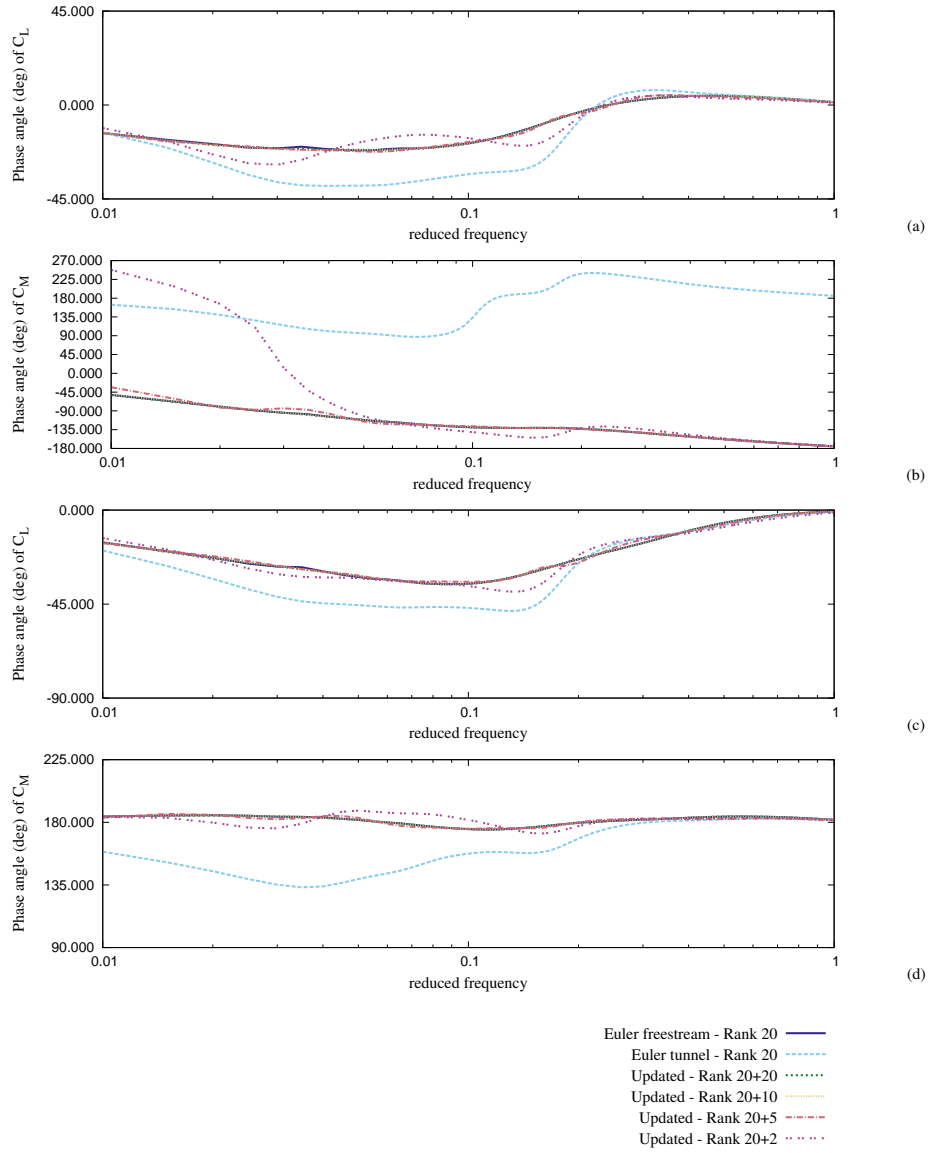 45.000
0.000
-45.000
0.01
0.1
1
Phase angle (deg) of C_L
reduced frequency
(a)
270.000
225.000
180.000
135.000
90.000
45.000
0.000
-45.000
-90.000
-135.000
-180.000
0.01
0.1
1
Phase angle (deg) of C_M
reduced frequency
(b)
0.000
-45.000
-90.000
0.01
0.1
1
Phase angle (deg) of C_L
reduced frequency
(c)
225.000
180.000
135.000
90.000
0.01
0.1
1
Phase angle (deg) of C_M
reduced frequency
(d)
Euler freestream - Rank 20
Euler tunnel - Rank 20
Updated - Rank 20+20
Updated - Rank 20+10
Updated - Rank 20+5
Updated - Rank 20+2